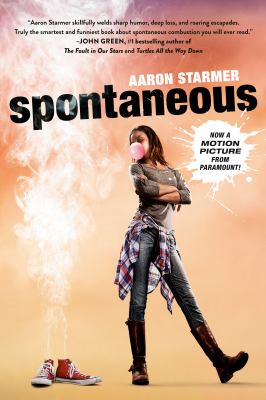 "Aaron Starmer skillfully welds sharp humor, deep loss, and roaring escapades.
Truly the smartest and funniest book about spontaneous combustion you will ever read."
–JOHN GREEN, #1 bestselling author of
The Fault in Our Stars and Turtles All the Way Down
AARON STARMER
spontaneous
NOW A
MOTION
PICTURE
FROM
PARAMOUNT!